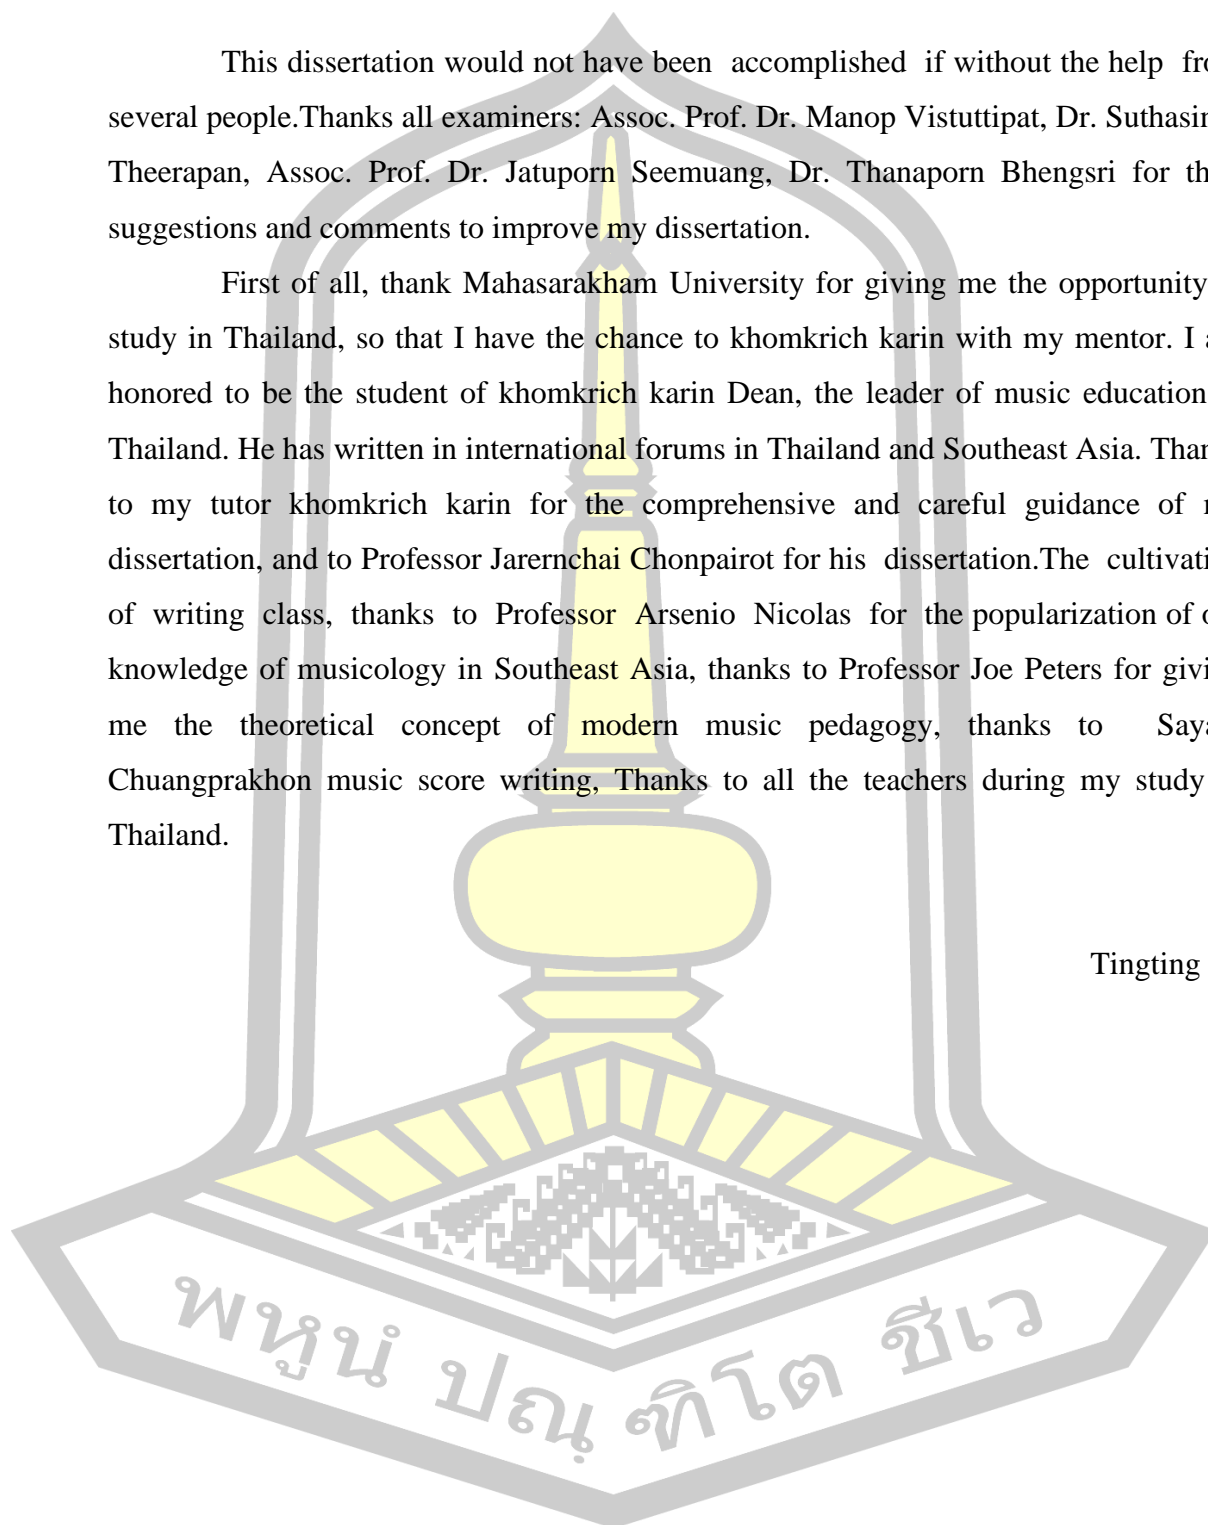 This dissertation would not have been accomplished if without the help fro
several people.Thanks all examiners: Assoc. Prof. Dr. Manop Vistuttipat, Dr. Suthasin
Theerapan, Assoc. Prof. Dr. Jatuporn Seemuang, Dr. Thanaporn Bhengsri for th
suggestions and comments to improve my dissertation.
First of all, thank Mahasarakham University for giving me the opportunity
study in Thailand, so that I have the chance to khomkrich karin with my mentor. I a
honored to be the student of khomkrich karin Dean, the leader of music education
Thailand. He has written in international forums in Thailand and Southeast Asia. Than
to my tutor khomkrich karin for the comprehensive and careful guidance of
dissertation, and to Professor Jarernchai Chonpairot for his dissertation.The cultivati
of writing class, thanks to Professor Arsenio Nicolas for the popularization of o
knowledge of musicology in Southeast Asia, thanks to Professor Joe Peters for givi
me the theoretical concept of modern music pedagogy, thanks to Saya
Chuangprakhon music score writing, Thanks to all the teachers during my study
Thailand.
Tingting
พหูนํ ปณฺฑิโต ชีเว